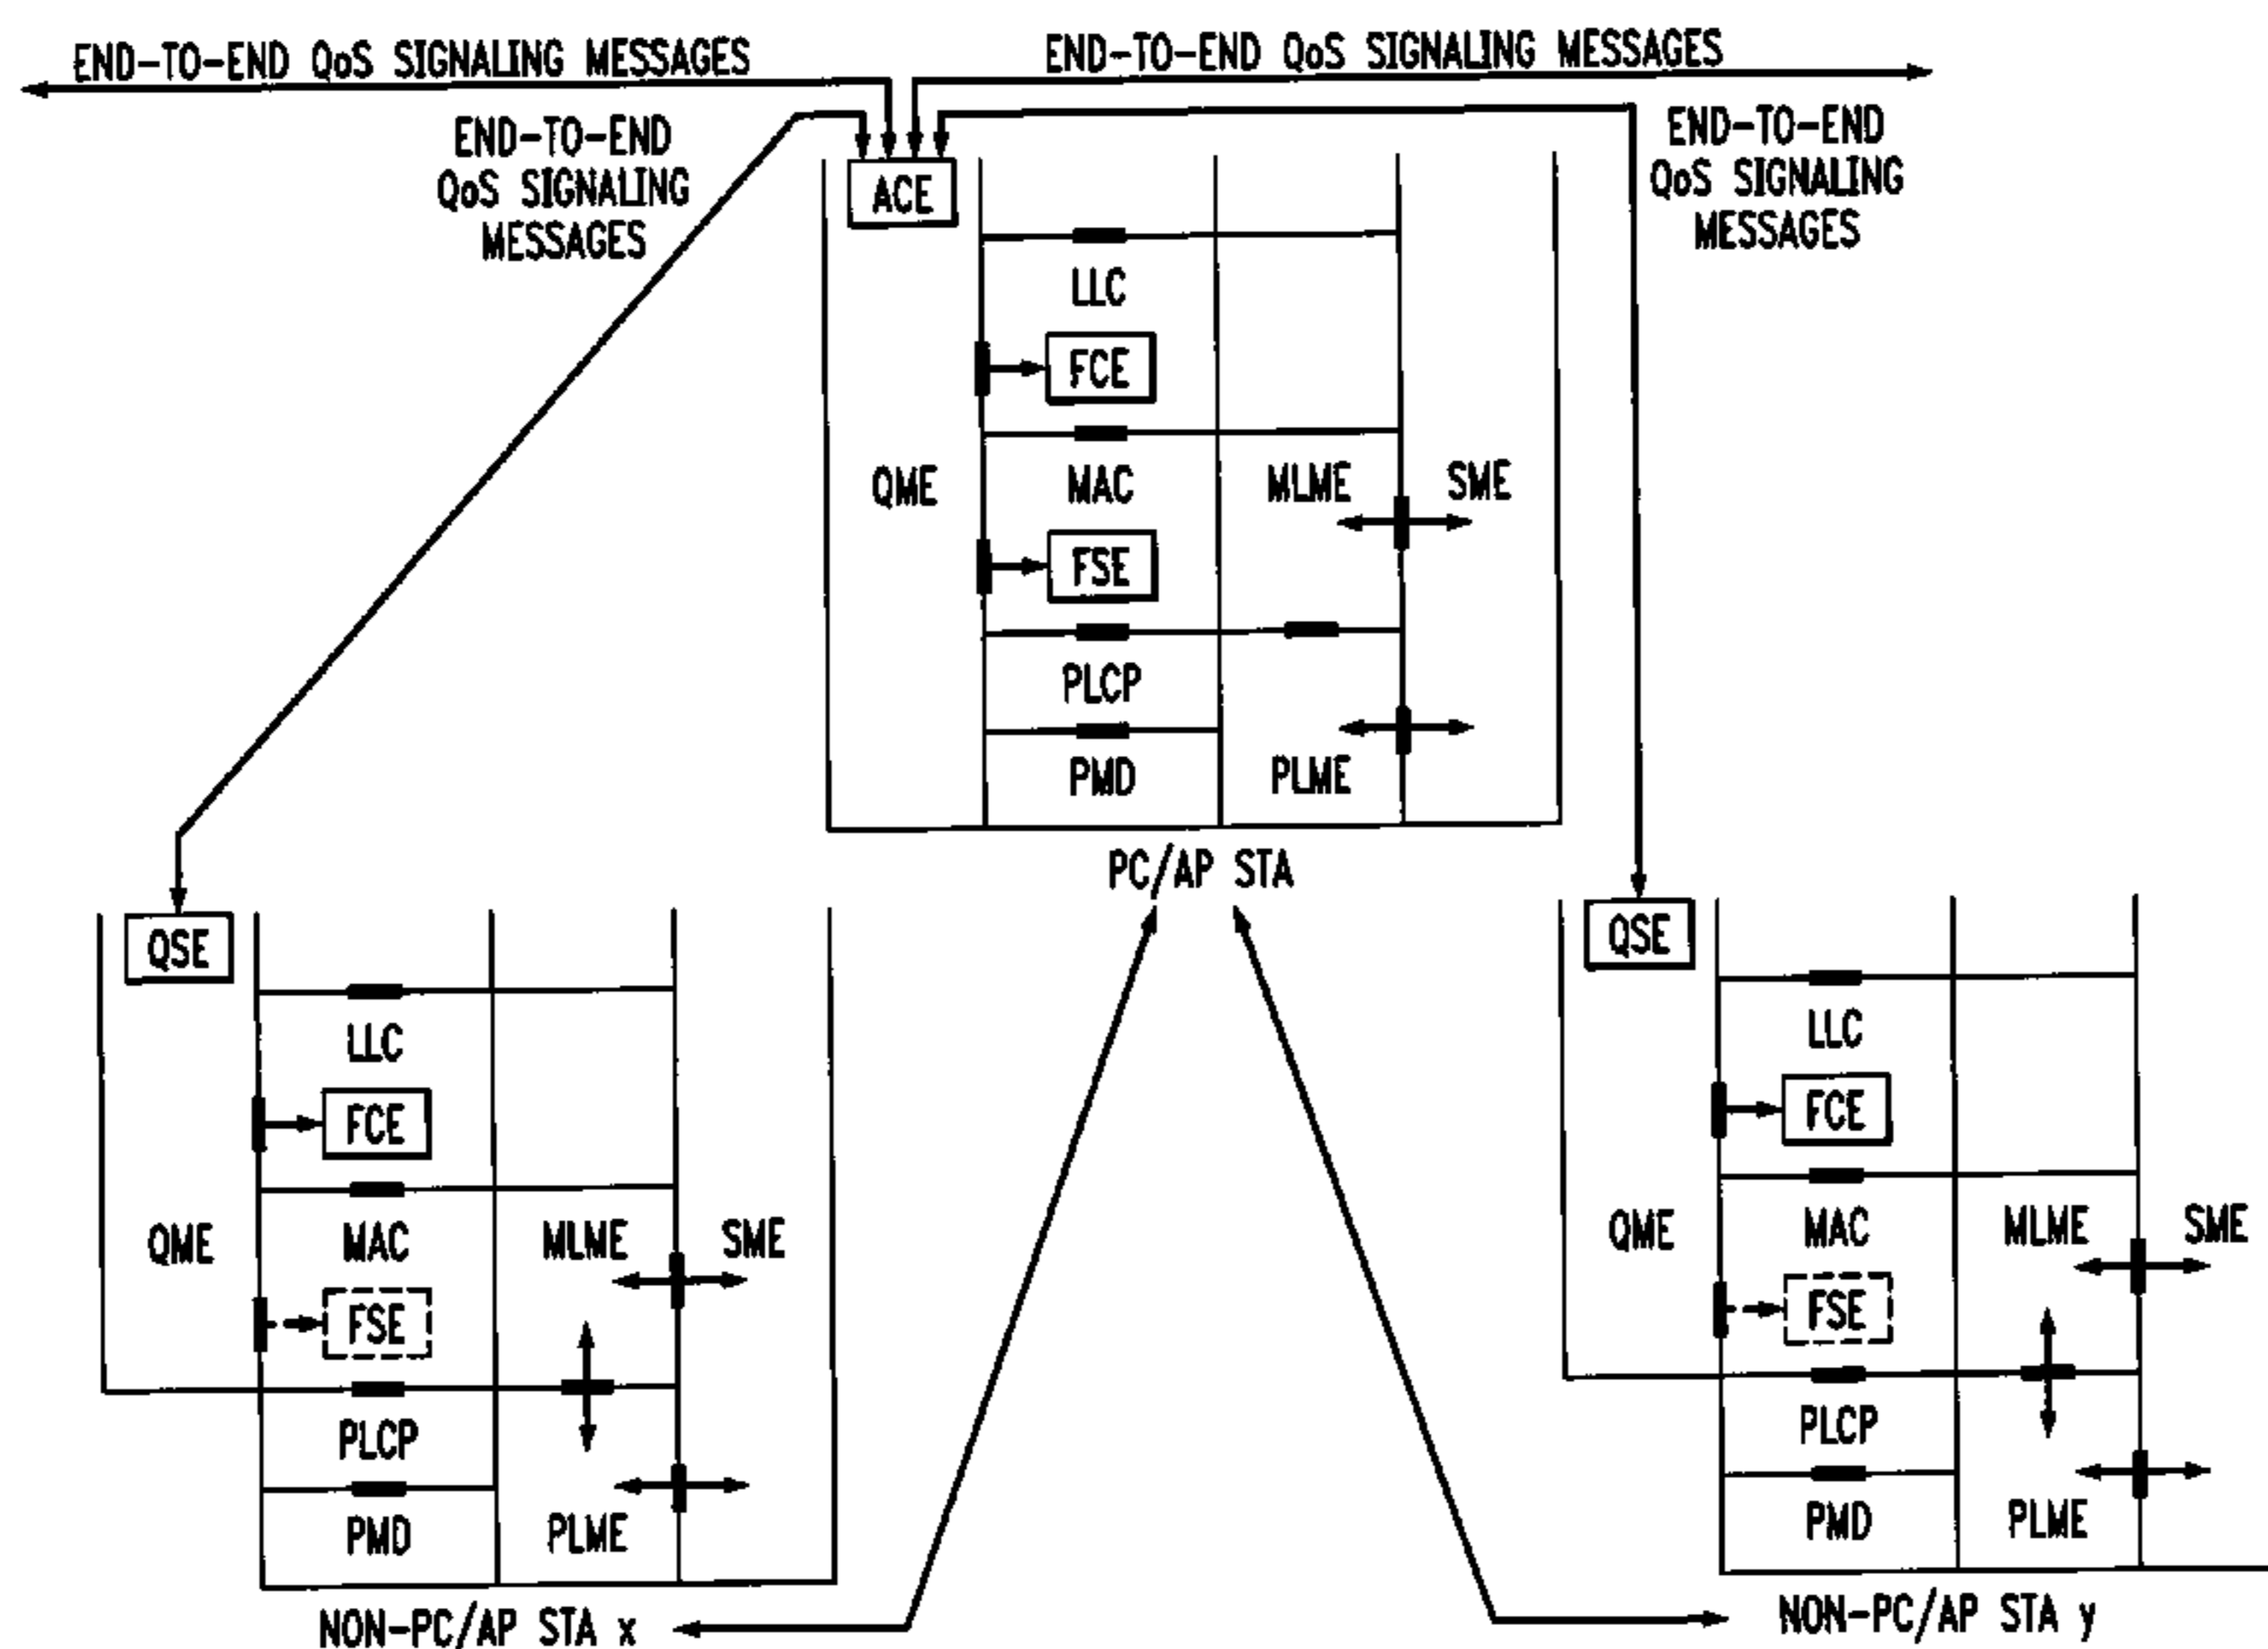 END-TO-END QoS SIGNALING MESSAGES
END-TO-END QoS SIGNALING MESSAGES
END-TO-END
QoS SIGNALING
MESSAGES
END-TO-END
QoS SIGNALING
MESSAGES
ACE
LLC
FCE
QME
MAC
MLME
SME
FSE
PLCP
PMD
PLME
PC/AP STA
QSE
LLC
FCE
QME
MAC
MLME
SME
FSE
PLCP
PMD
PLME
NON-PC/AP STA x
QSE
LLC
FCE
QME
MAC
MLME
SME
FSE
PLCP
PMD
PLME
NON-PC/AP STA y